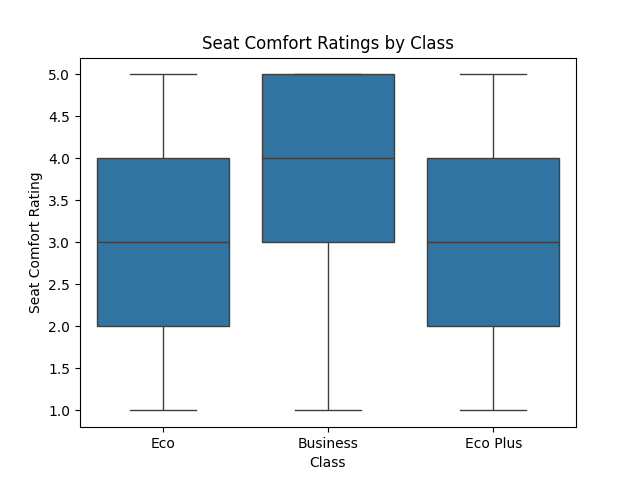 Seat Comfort Ratings by Class
Seat Comfort Rating
5.0
4.5
4.0
3.5
3.0
2.5
2.0
1.5
1.0
Eco Business Eco Plus
Class